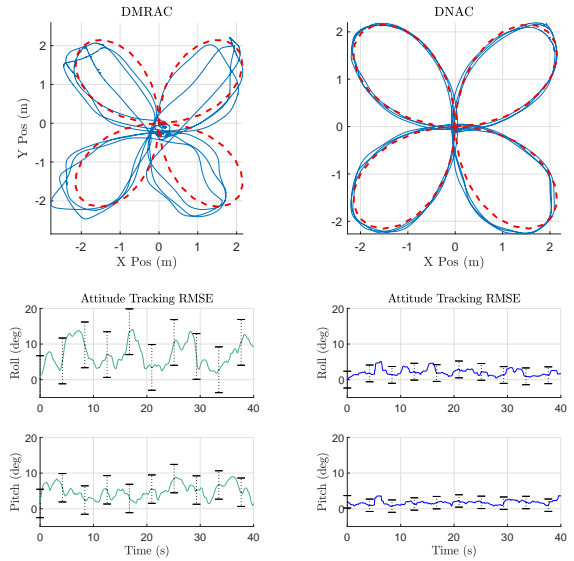 DMRAC
2
1
0
-1
-2
Y Pos (m)
-2 -1 0 1 2
X Pos (m)
DNAC
2
1
0
-1
-2
-2 -1 0 1 2
X Pos (m)
Attitude Tracking RMSE
20
10
0
Roll (deg)
0 10 20 30 40
Attitude Tracking RMSE
20
10
0
Roll (deg)
0 10 20 30 40
20
10
0
Pitch (deg)
0 10 20 30 40
Time (s)
20
10
0
Pitch (deg)
0 10 20 30 40
Time (s)